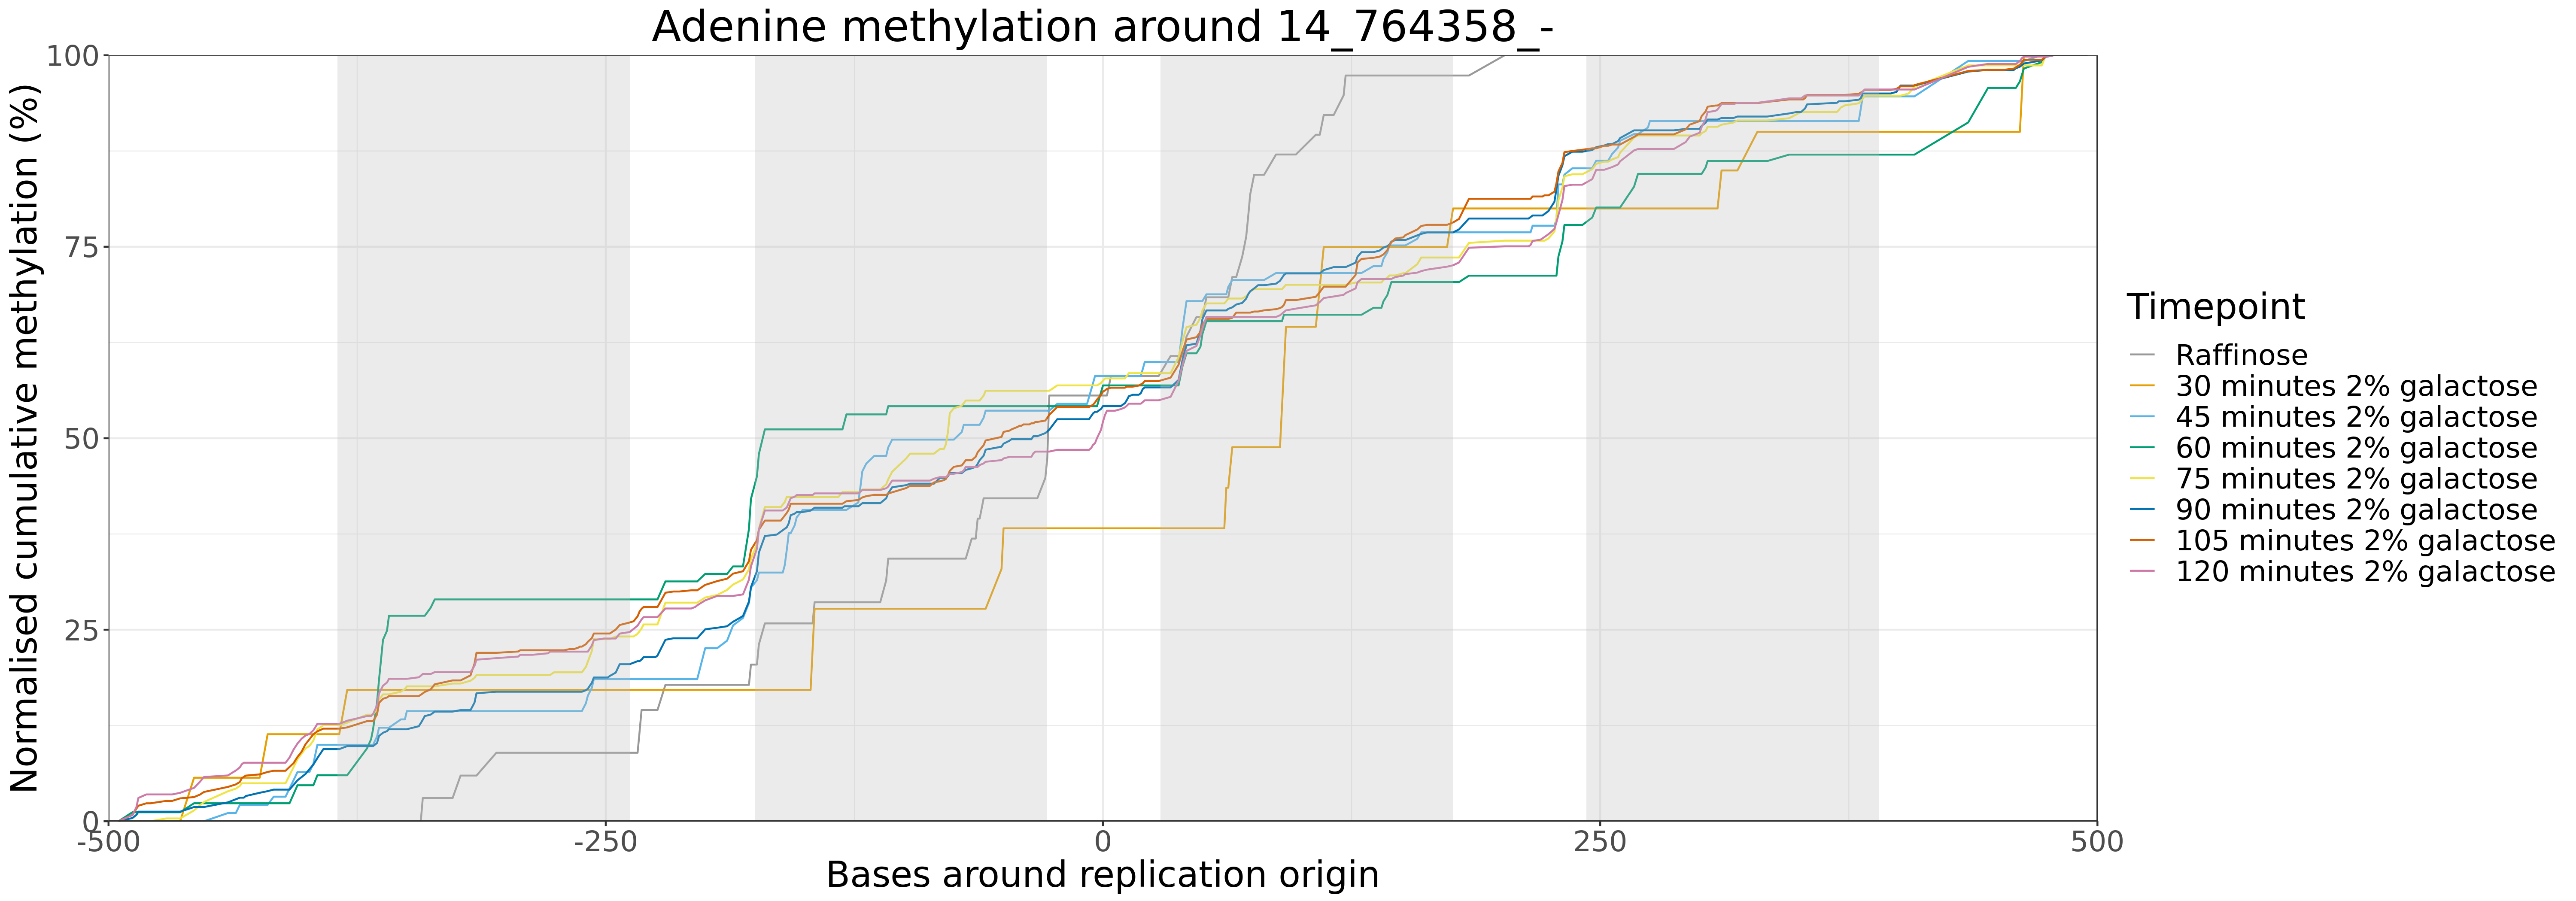 Adenine methylation around 14_764358_-
Normalised cumulative methylation (%)
100
75
50
25
0
-500
-250
0
250
500
Bases around replication origin
Timepoint
Raffinose
30 minutes 2% galactose
45 minutes 2% galactose
60 minutes 2% galactose
75 minutes 2% galactose
90 minutes 2% galactose
105 minutes 2% galactose
120 minutes 2% galactose